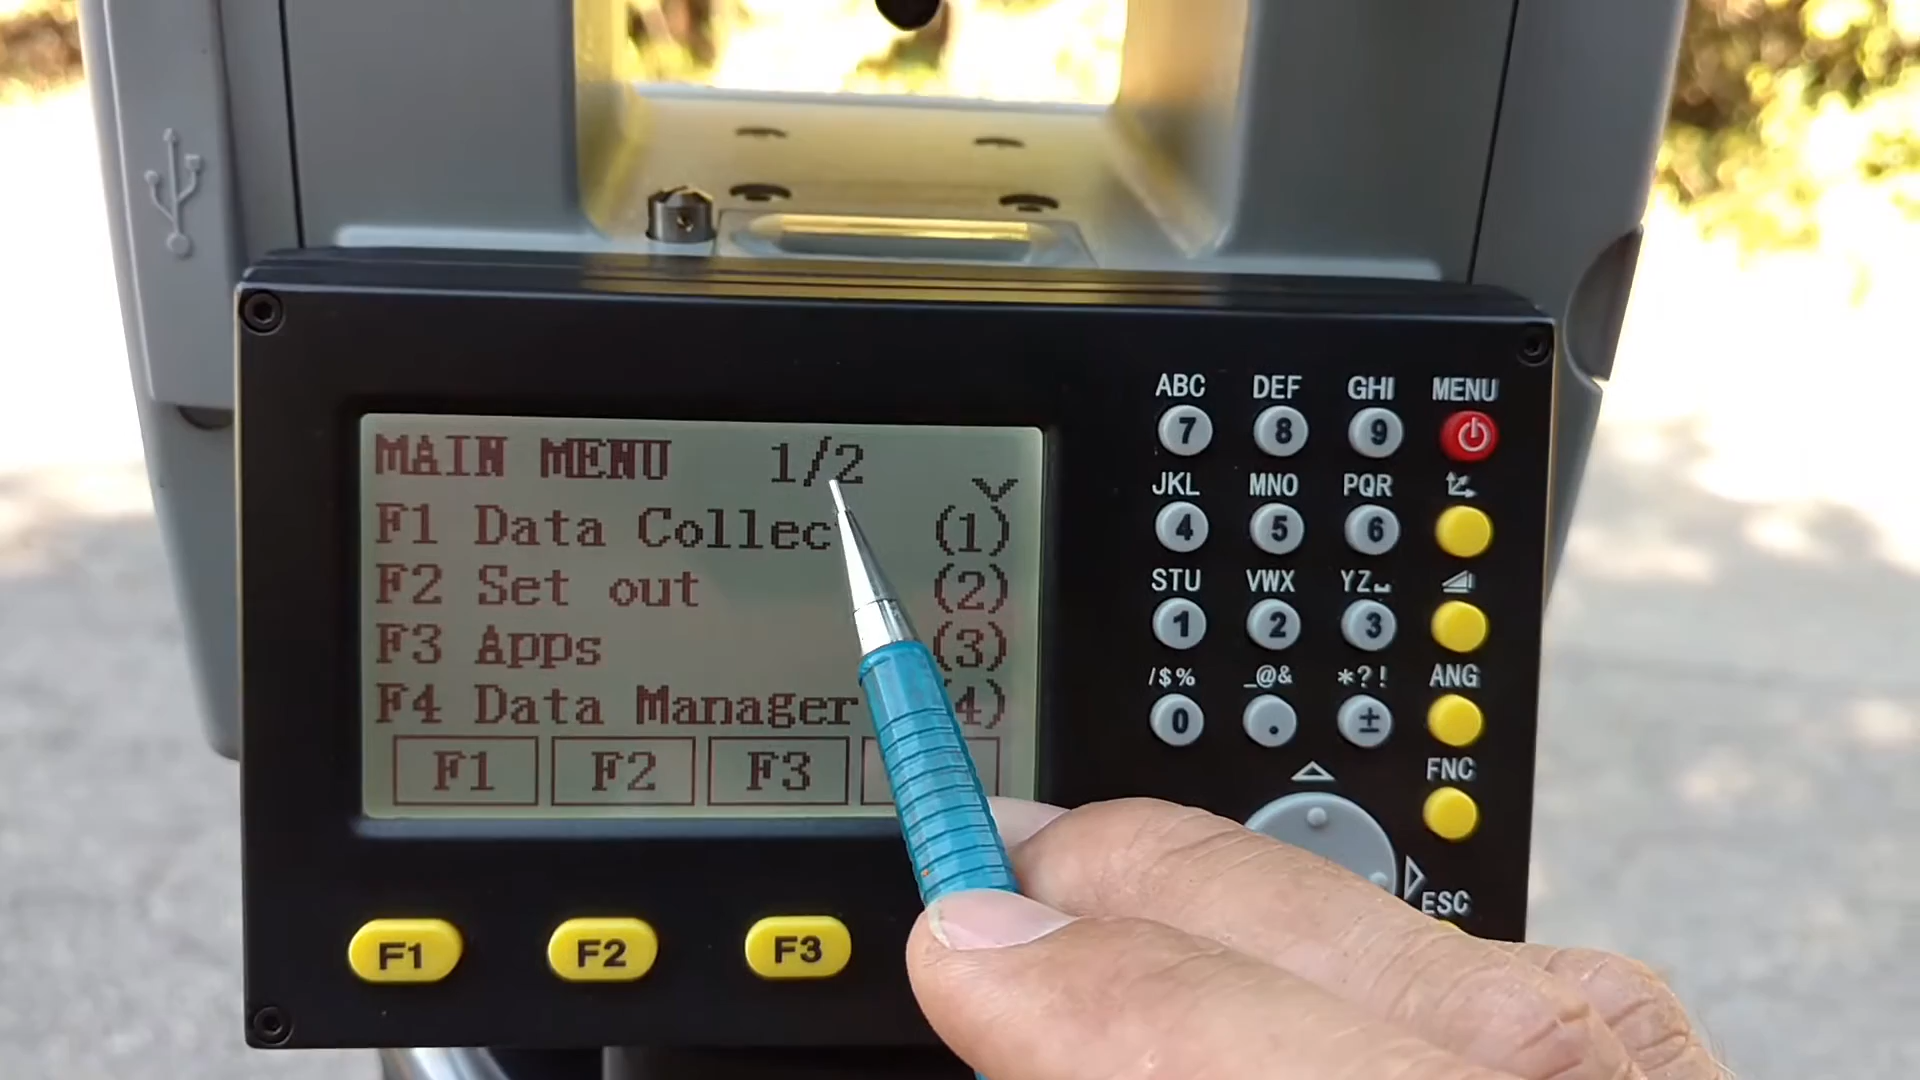 MAIN MENU 1/2
F1 Data Collec (1)
F2 Set out (2)
F3 Apps (3)
F4 Data Manager 4)
F1 F2 F3
F1 F2 F3
ABC DEF GHI MENU
7 8 9
JKL MNO PQR
4 5 6
STU VWX YZ␣
1 2 3
/$% _@& *?! ANG
0 . ±
FNC
ESC